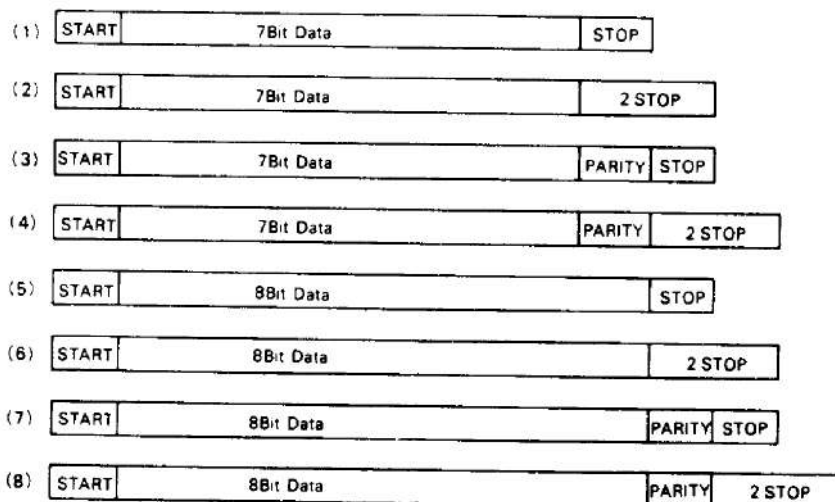 (1) START 7Bit Data STOP
(2) START 7Bit Data 2 STOP
(3) START 7Bit Data PARITY STOP
(4) START 7Bit Data PARITY 2 STOP
(5) START 8Bit Data STOP
(6) START 8Bit Data 2 STOP
(7) START 8Bit Data PARITY STOP
(8) START 8Bit Data PARITY 2 STOP